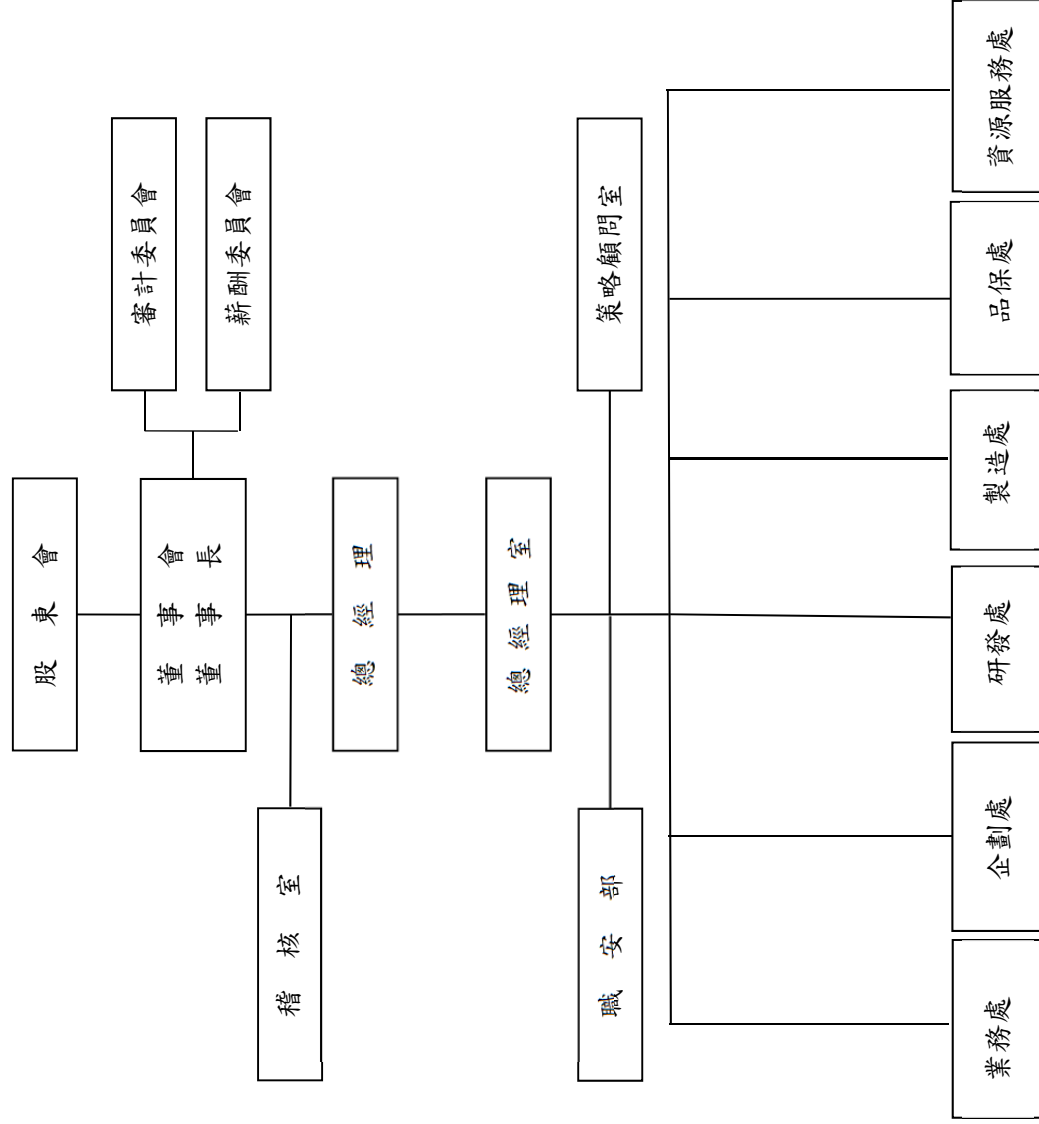 股東會
董事會
董事長
審計委員會
薪酬委員會
稽核室
總經理
總經理室
職安部
策略顧問室
業務處
企劃處
研發處
製造處
品保處
資源服務處